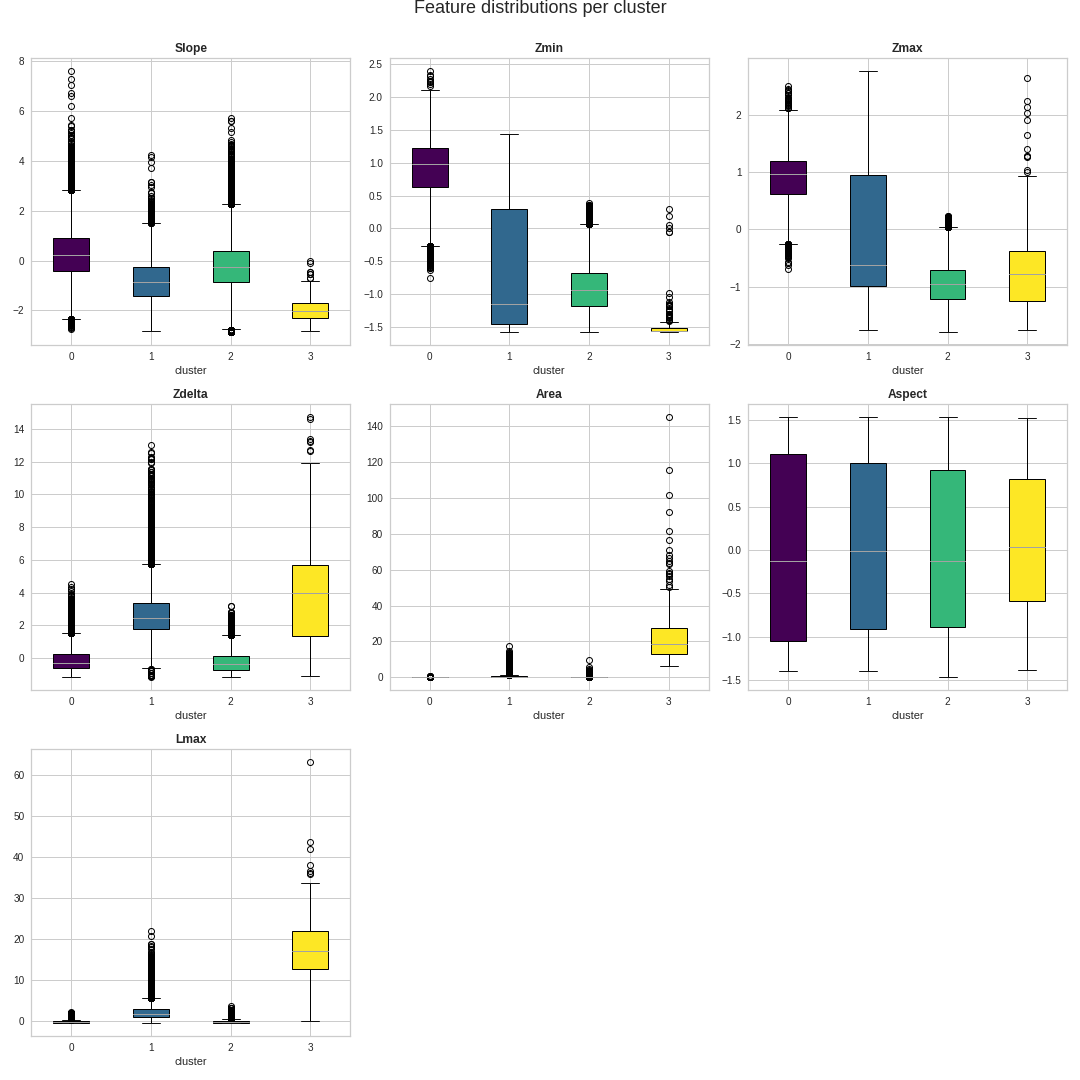 Feature distributions per cluster
Slope
8
6
4
2
0
−2
0 1 2 3
cluster
Zmin
2.5
2.0
1.5
1.0
0.5
0.0
−0.5
−1.0
−1.5
0 1 2 3
cluster
Zmax
2
1
0
−1
−2
0 1 2 3
cluster
Zdelta
14
12
10
8
6
4
2
0
0 1 2 3
cluster
Area
140
120
100
80
60
40
20
0
0 1 2 3
cluster
Aspect
1.5
1.0
0.5
0.0
−0.5
−1.0
−1.5
0 1 2 3
cluster
Lmax
60
50
40
30
20
10
0
0 1 2 3
cluster